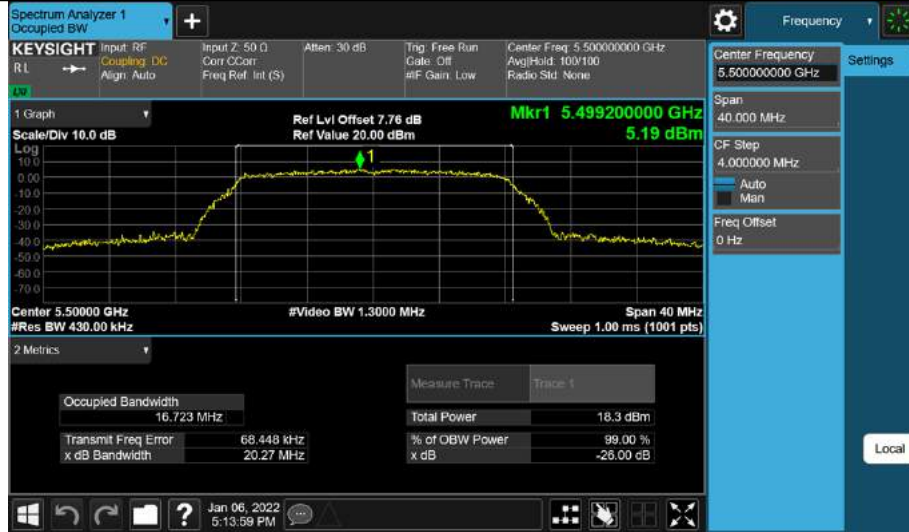 Spectrum Analyzer 1
Occupied BW
+
Frequency
KEYSIGHT
RL
Input: RF
Coupling: DC
Align: Auto
Input Z: 50 Ω
Corr CCorr
Freq Ref: Int (S)
Atten: 30 dB
Trig: Free Run
Gate: Off
#IF Gain: Low
Center Freq: 5.500000000 GHz
Avg|Hold: 100/100
Radio Std: None
Center Frequency
5.500000000 GHz
Settings
Span
40.000 MHz
CF Step
4.000000 MHz
Auto
Man
Freq Offset
0 Hz
1 Graph
Scale/Div 10.0 dB
Ref Lvl Offset 7.76 dB
Ref Value 20.00 dBm
Mkr1 5.499200000 GHz
5.19 dBm
Log
10.0
0.00
-10.0
-20.0
-30.0
-40.0
-50.0
-60.0
-70.0
1
Center 5.50000 GHz
#Res BW 430.00 kHz
#Video BW 1.3000 MHz
Span 40 MHz
Sweep 1.00 ms (1001 pts)
2 Metrics
Measure Trace
Trace 1
Occupied Bandwidth
16.723 MHz
Total Power
18.3 dBm
Transmit Freq Error
68.448 kHz
% of OBW Power
99.00 %
x dB Bandwidth
20.27 MHz
x dB
-26.00 dB
Local
?
Jan 06, 2022
5:13:59 PM